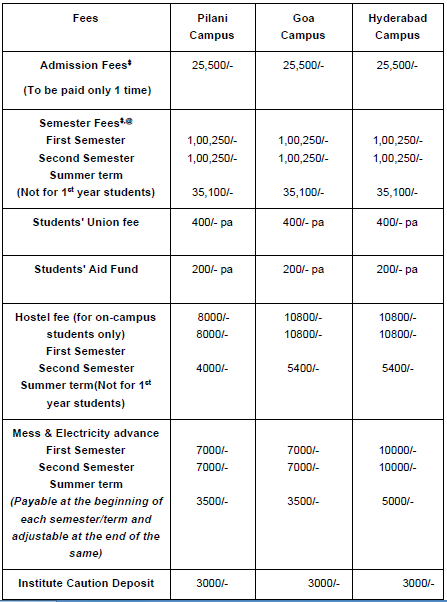 Fees Pilani Campus Goa Campus Hyderabad Campus
Admission Fees‡ 25,500/- 25,500/- 25,500/-
(To be paid only 1 time)
Semester Fees‡,@
First Semester 1,00,250/- 1,00,250/- 1,00,250/-
Second Semester 1,00,250/- 1,00,250/- 1,00,250/-
Summer term
(Not for 1st year students) 35,100/- 35,100/- 35,100/-
Students' Union fee 400/- pa 400/- pa 400/- pa
Students' Aid Fund 200/- pa 200/- pa 200/- pa
Hostel fee (for on-campus 8000/- 10800/- 10800/-
students only) 8000/- 10800/- 10800/-
First Semester
Second Semester 4000/- 5400/- 5400/-
Summer term(Not for 1st
year students)
Mess & Electricity advance
First Semester 7000/- 7000/- 10000/-
Second Semester 7000/- 7000/- 10000/-
Summer term
(Payable at the beginning of 3500/- 3500/- 5000/-
each semester/term and
adjustable at the end of the
same)
Institute Caution Deposit 3000/- 3000/- 3000/-